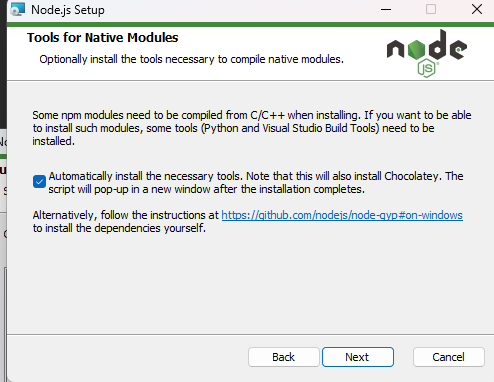 Node.js Setup
Tools for Native Modules
Optionally install the tools necessary to compile native modules.
node
JS
Some npm modules need to be compiled from C/C++ when installing. If you want to be able
to install such modules, some tools (Python and Visual Studio Build Tools) need to be
installed.
Automatically install the necessary tools. Note that this will also install Chocolatey. The
script will pop-up in a new window after the installation completes.
Alternatively, follow the instructions at https://github.com/nodejs/node-gyp#on-windows
to install the dependencies yourself.
Back
Next
Cancel